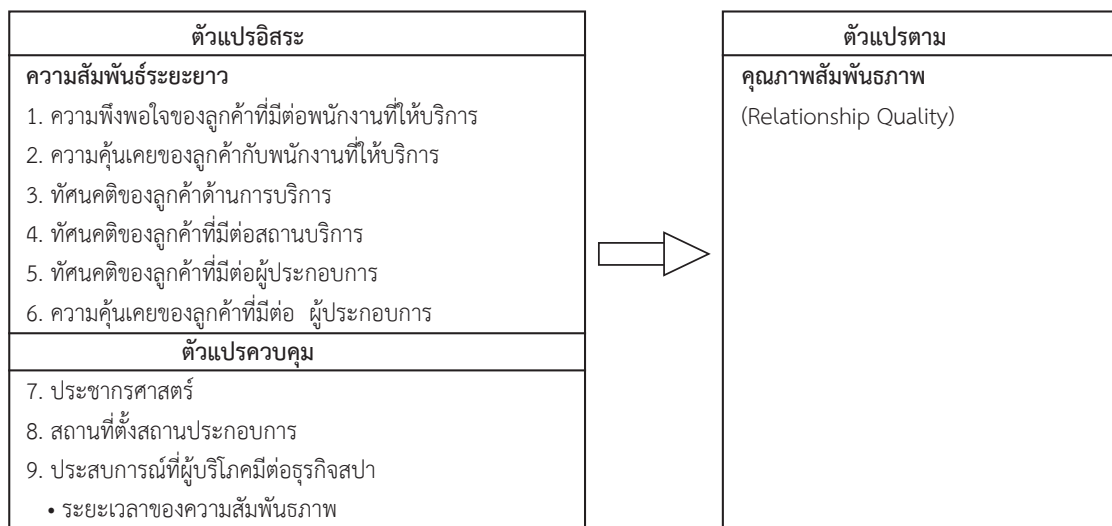 ตัวแปรอิสระ
ความสัมพันธ์ระยะยาว
1. ความพึงพอใจของลูกค้าที่มีต่อพนักงานที่ให้บริการ
2. ความคุ้นเคยของลูกค้ากับพนักงานที่ให้บริการ
3. ทัศนคติของลูกค้าด้านการบริการ
4. ทัศนคติของลูกค้าที่มีต่อสถานบริการ
5. ทัศนคติของลูกค้าที่มีต่อผู้ประกอบการ
6. ความคุ้นเคยของลูกค้าที่มีต่อ ผู้ประกอบการ
ตัวแปรควบคุม
7. ประชากรศาสตร์
8. สถานที่ตั้งสถานประกอบการ
9. ประสบการณ์ที่ผู้บริโภคมีต่อธุรกิจสปา
• ระยะเวลาของความสัมพันธภาพ
ตัวแปรตาม
คุณภาพสัมพันธภาพ
(Relationship Quality)